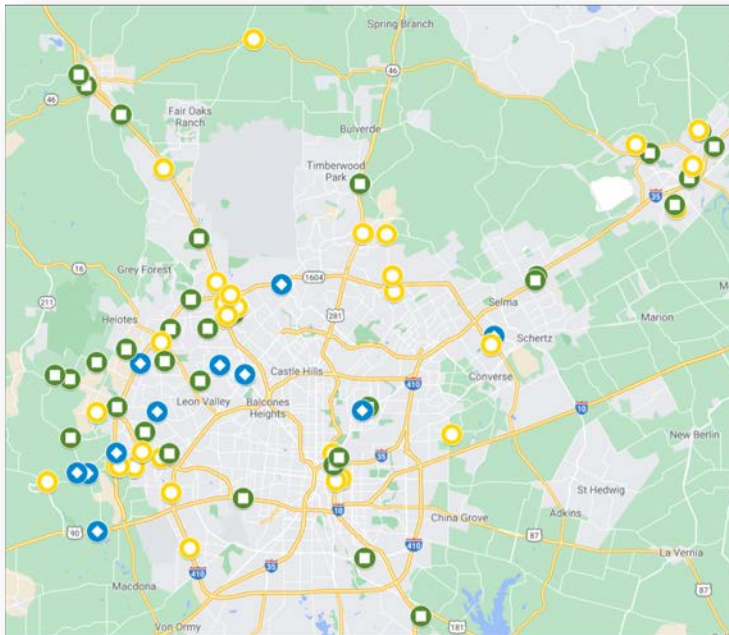 Spring Branch
46
46
Fair Oaks
Ranch
Bulverde
Timberwood
Park
35
16
Grey Forest
1604
211
Selma
281
Helotes
Marion
Schertz
Castle Hills
410
Converse
Leon Valley
Balcones
Heights
10
New Berlin
35
St Hedwig
10
China Grove
Adkins
90
87
410
La Vernia
35
Macdona
410
87
Von Ormy
181